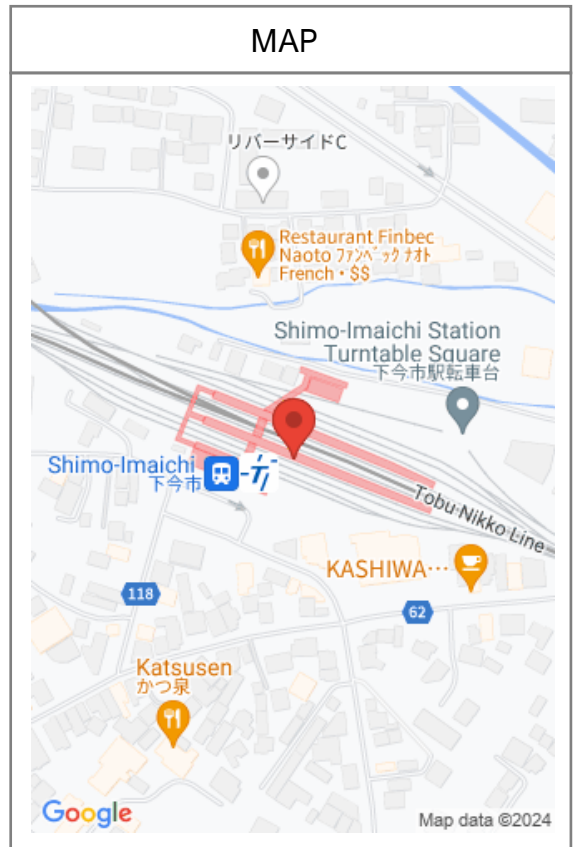 MAP
リバーサイドC
Restaurant Finbec
Naoto ファンベック ナオト
French・$$
Shimo-Imaichi Station
Turntable Square
下今市駅転車台
Shimo-Imaichi
下今市
Tobu Nikko Line
KASHIWA…
118
62
Katsusen
かつ泉
Google
Map data ©2024